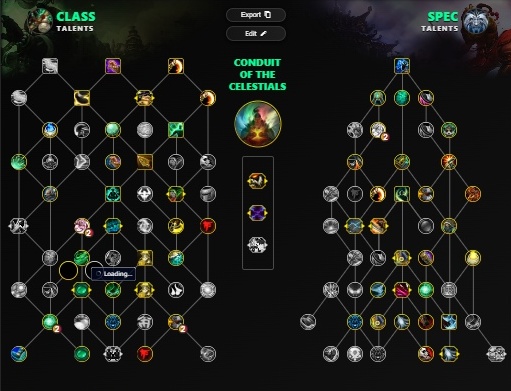 CLASS
TALENTS
Export
Edit
SPEC
TALENTS
CONDUIT
OF THE
CELESTIALS
2
2
Loading...
2
2